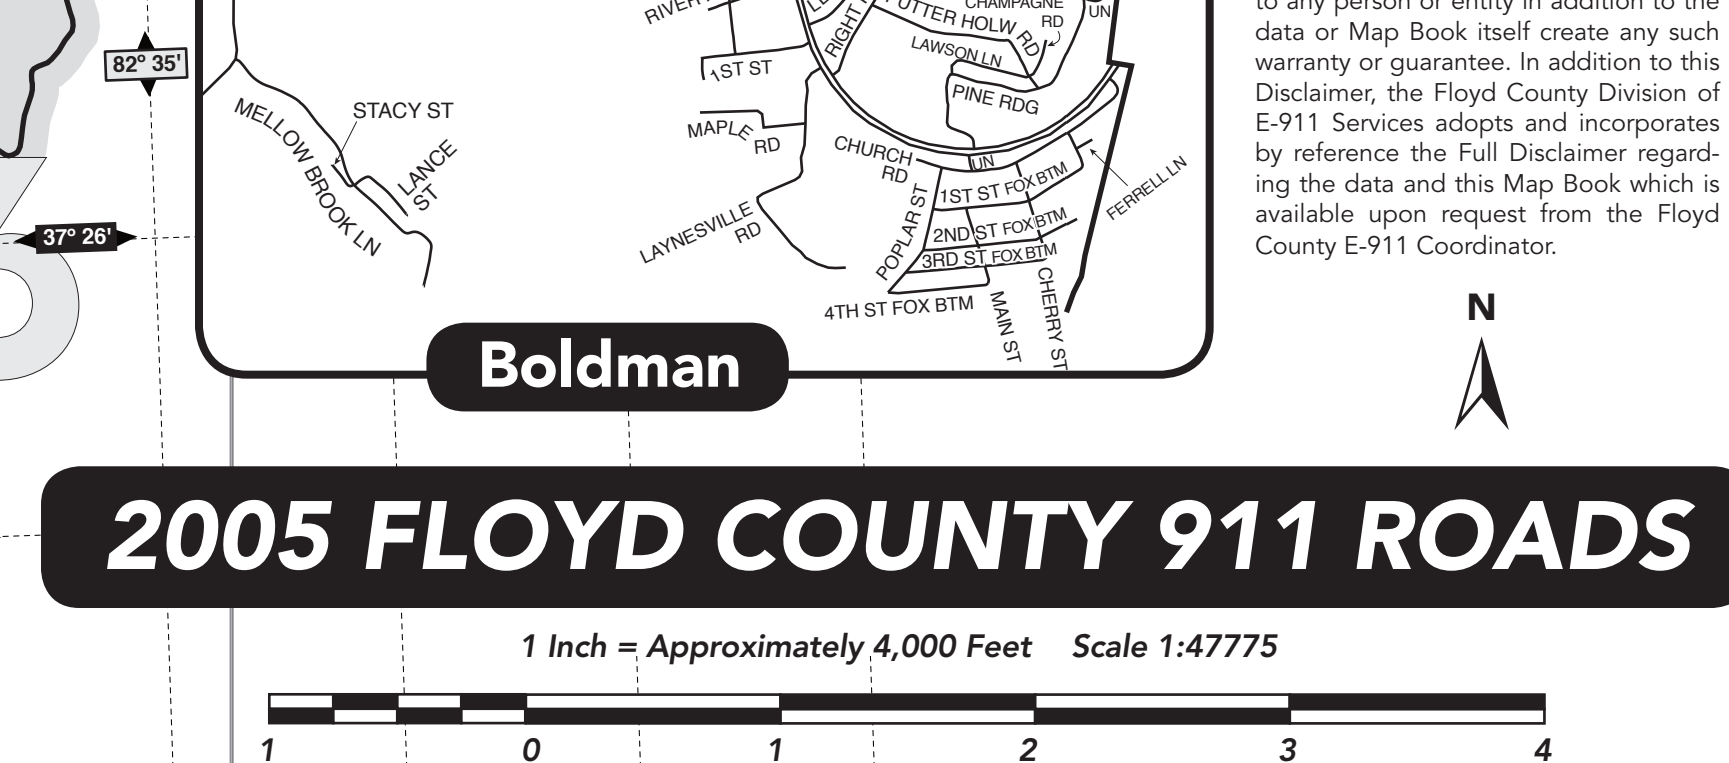 to any person or entity in addition to the
data or Map Book itself create any such
warranty or guarantee. In addition to this
Disclaimer, the Floyd County Division of
E-911 Services adopts and incorporates
by reference the Full Disclaimer regard-
ing the data and this Map Book which is
available upon request from the Floyd
County E-911 Coordinator.
N
82° 35'
37° 26'
RIVER
RIGHT
PUTTER HOLW RD
CHAMPAGNE
RD
UN
LAWSON LN
1ST ST
PINE RDG
MELLOW BROOK LN
STACY ST
LANCE
ST
MAPLE
RD
CHURCH
RD
UN
1ST ST FOX BTM
FERRELL LN
POPLAR ST
2ND ST FOX BTM
3RD ST FOX BTM
LAYNESVILLE
RD
4TH ST FOX BTM
MAIN ST
CHERRY ST
Boldman
2005 FLOYD COUNTY 911 ROADS
1 Inch = Approximately 4,000 Feet Scale 1:47775
1 0 1 2 3 4